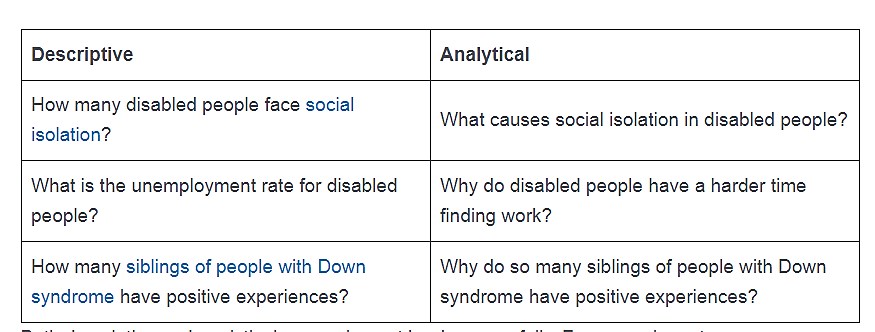 Descriptive
Analytical
How many disabled people face social
isolation?
What causes social isolation in disabled people?
What is the unemployment rate for disabled
people?
Why do disabled people have a harder time
finding work?
How many siblings of people with Down
syndrome have positive experiences?
Why do so many siblings of people with Down
syndrome have positive experiences?